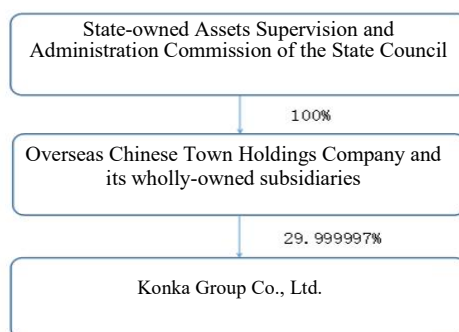 State-owned Assets Supervision and
Administration Commission of the State Council
100%
Overseas Chinese Town Holdings Company and
its wholly-owned subsidiaries
29.999997%
Konka Group Co., Ltd.